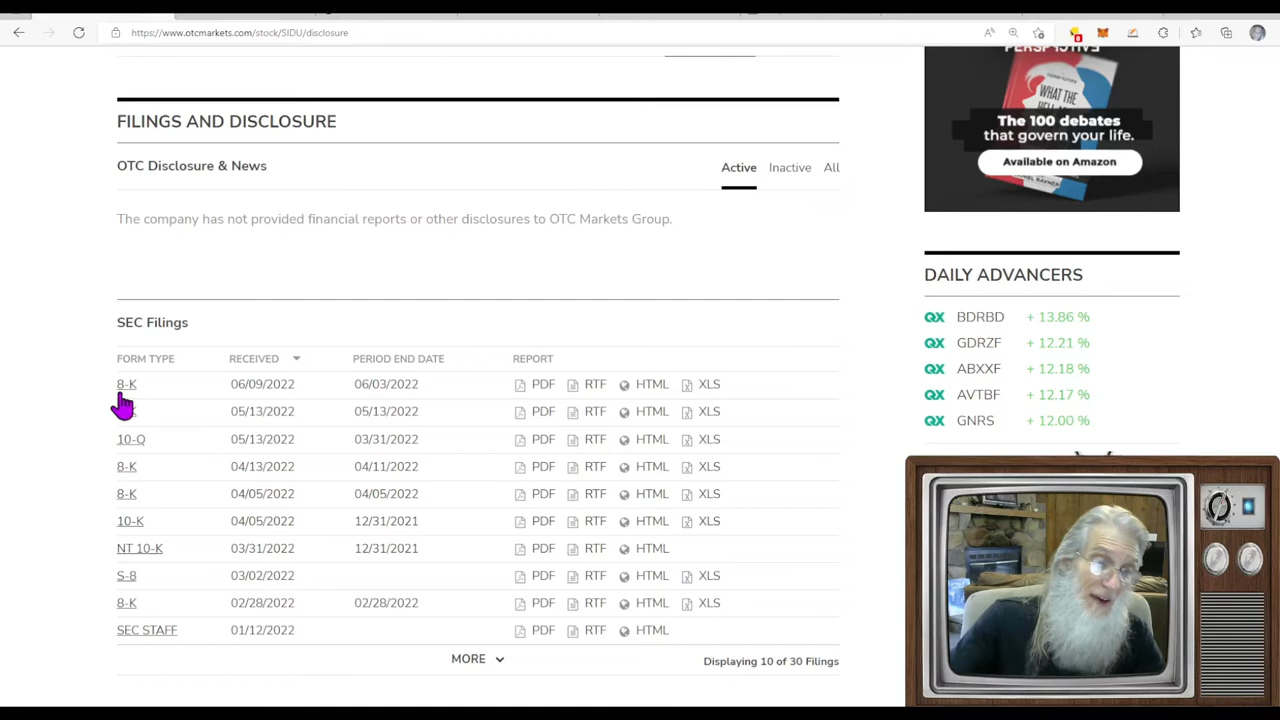 https://www.otcmarkets.com/stock/SIDU/disclosure
FILINGS AND DISCLOSURE
OTC Disclosure & News
Active Inactive All
The company has not provided financial reports or other disclosures to OTC Markets Group.
SEC Filings
FORM TYPE RECEIVED PERIOD END DATE REPORT
8-K 06/09/2022 06/03/2022 PDF RTF HTML XLS
05/13/2022 05/13/2022 PDF RTF HTML XLS
10-Q 05/13/2022 03/31/2022 PDF RTF HTML XLS
8-K 04/13/2022 04/11/2022 PDF RTF HTML XLS
8-K 04/05/2022 04/05/2022 PDF RTF HTML XLS
10-K 04/05/2022 12/31/2021 PDF RTF HTML XLS
NT 10-K 03/31/2022 12/31/2021 PDF RTF HTML
S-8 03/02/2022 PDF RTF HTML XLS
8-K 02/28/2022 02/28/2022 PDF RTF HTML XLS
SEC STAFF 01/12/2022 PDF RTF HTML
MORE
Displaying 10 of 30 Filings
WHAT THE
The 100 debates
that govern your life.
Available on Amazon
DAILY ADVANCERS
QX BDRBD + 13.86 %
QX GDRZF + 12.21 %
QX ABXXF + 12.18 %
QX AVTBF + 12.17 %
QX GNRS + 12.00 %